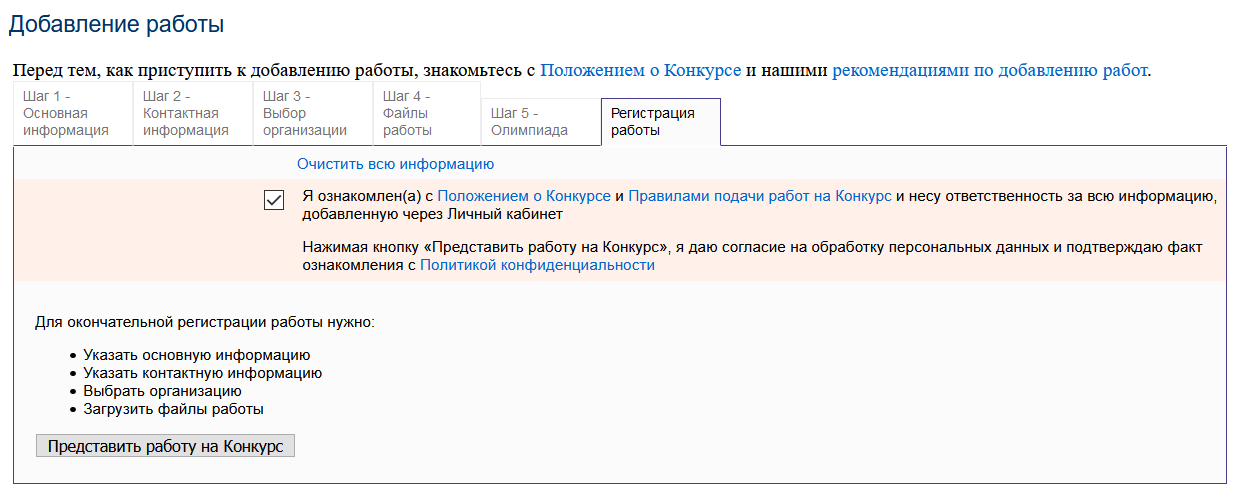 Добавление работы
Перед тем, как приступить к добавлению работы, знакомьтесь с Положением о Конкурсе и нашими рекомендациями по добавлению работ.
Шаг 1 -
Основная
информация
Шаг 2 -
Контактная
информация
Шаг 3 -
Выбор
организации
Шаг 4 -
Файлы
работы
Шаг 5 -
Олимпиада
Регистрация
работы
Очистить всю информацию
Я ознакомлен(а) с Положением о Конкурсе и Правилами подачи работ на Конкурс и несу ответственность за всю информацию,
добавленную через Личный кабинет
Нажимая кнопку «Представить работу на Конкурс», я даю согласие на обработку персональных данных и подтверждаю факт
ознакомления с Политикой конфиденциальности
Для окончательной регистрации работы нужно:
• Указать основную информацию
• Указать контактную информацию
• Выбрать организацию
• Загрузить файлы работы
Представить работу на Конкурс